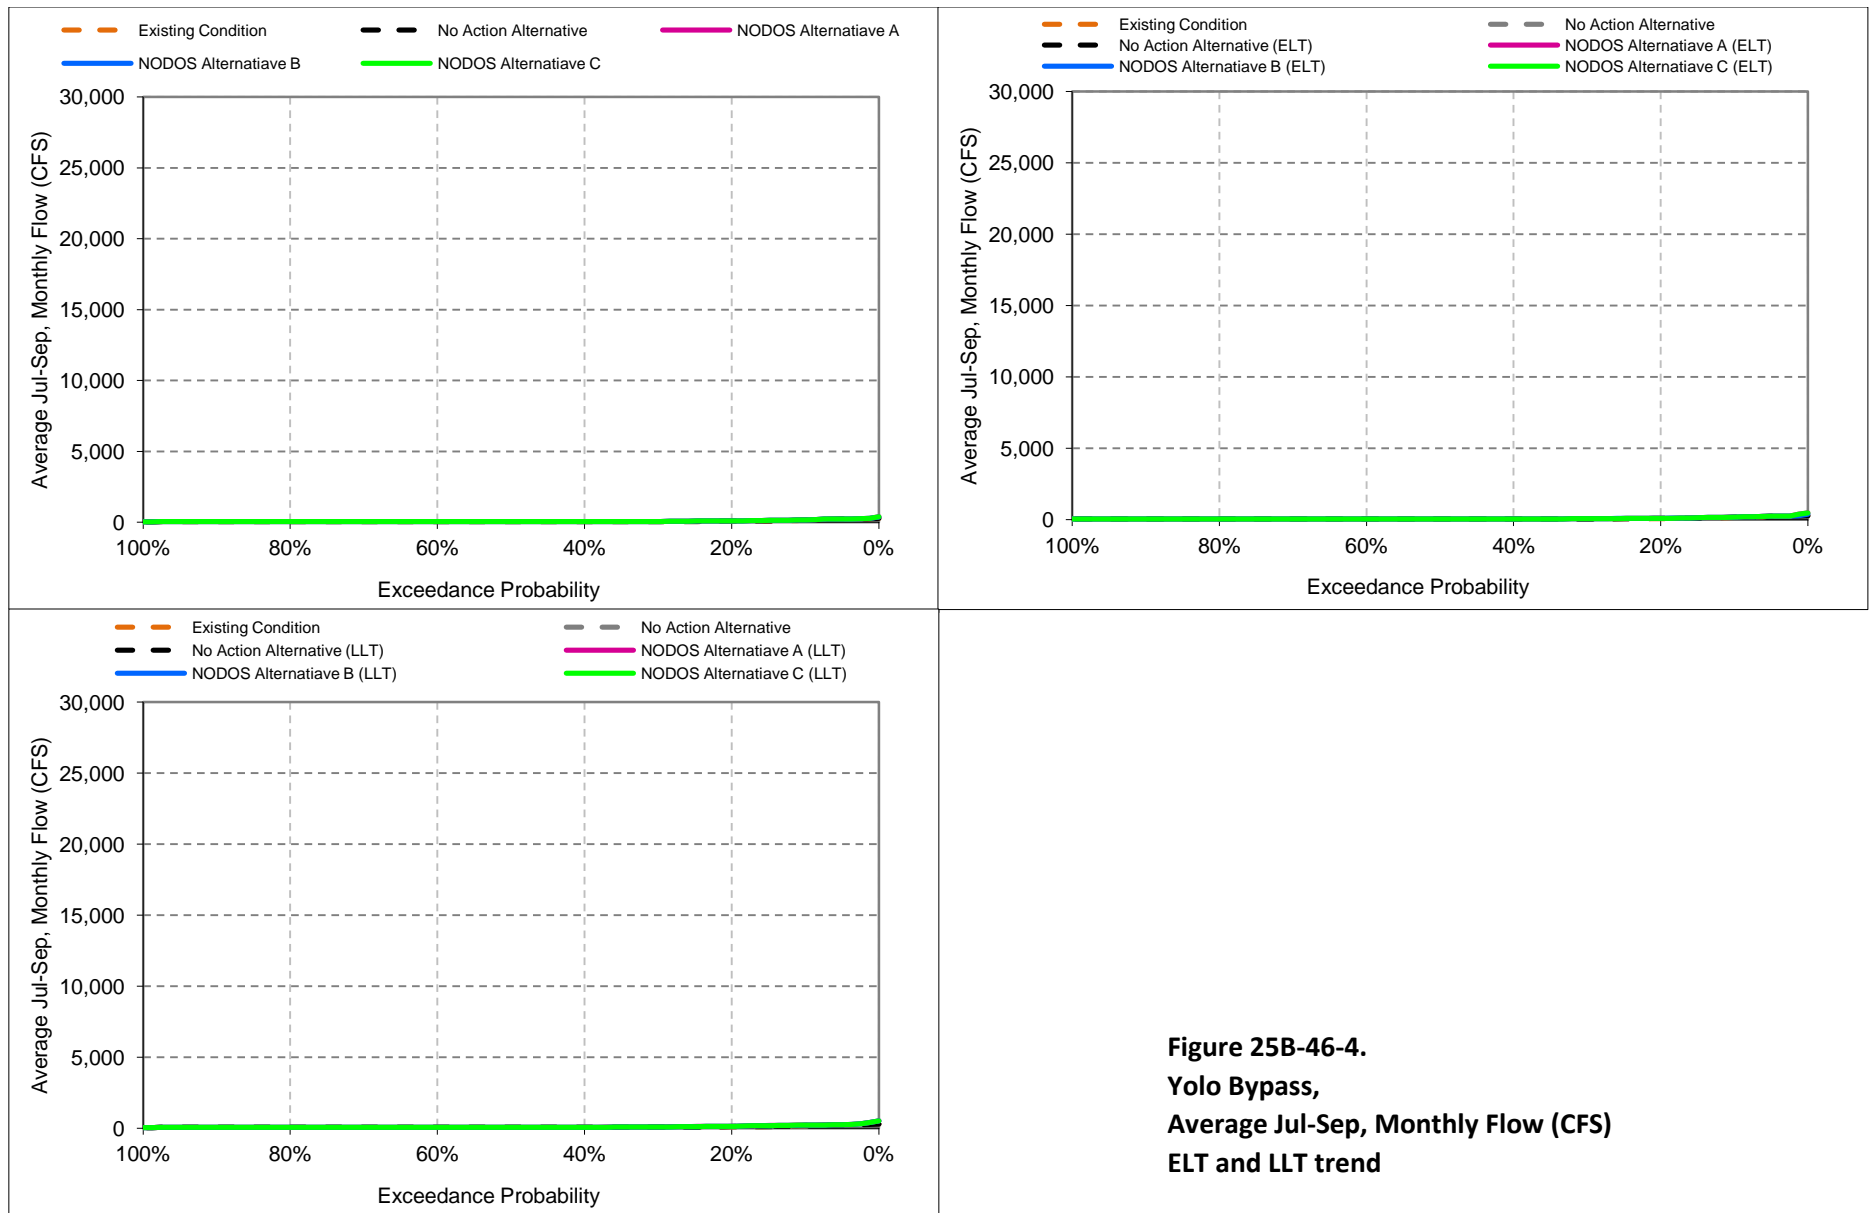 Existing Condition
No Action Alternative
NODOS Alternatiave A
NODOS Alternatiave B
NODOS Alternatiave C
Average Jul-Sep, Monthly Flow (CFS)
30,000
25,000
20,000
15,000
10,000
5,000
0
100%
80%
60%
40%
20%
0%
Exceedance Probability
Existing Condition
No Action Alternative
No Action Alternative (ELT)
NODOS Alternatiave A (ELT)
NODOS Alternatiave B (ELT)
NODOS Alternatiave C (ELT)
Average Jul-Sep, Monthly Flow (CFS)
30,000
25,000
20,000
15,000
10,000
5,000
0
100%
80%
60%
40%
20%
0%
Exceedance Probability
Existing Condition
No Action Alternative
No Action Alternative (LLT)
NODOS Alternatiave A (LLT)
NODOS Alternatiave B (LLT)
NODOS Alternatiave C (LLT)
Average Jul-Sep, Monthly Flow (CFS)
30,000
25,000
20,000
15,000
10,000
5,000
0
100%
80%
60%
40%
20%
0%
Exceedance Probability
Figure 25B-46-4.
Yolo Bypass,
Average Jul-Sep, Monthly Flow (CFS)
ELT and LLT trend